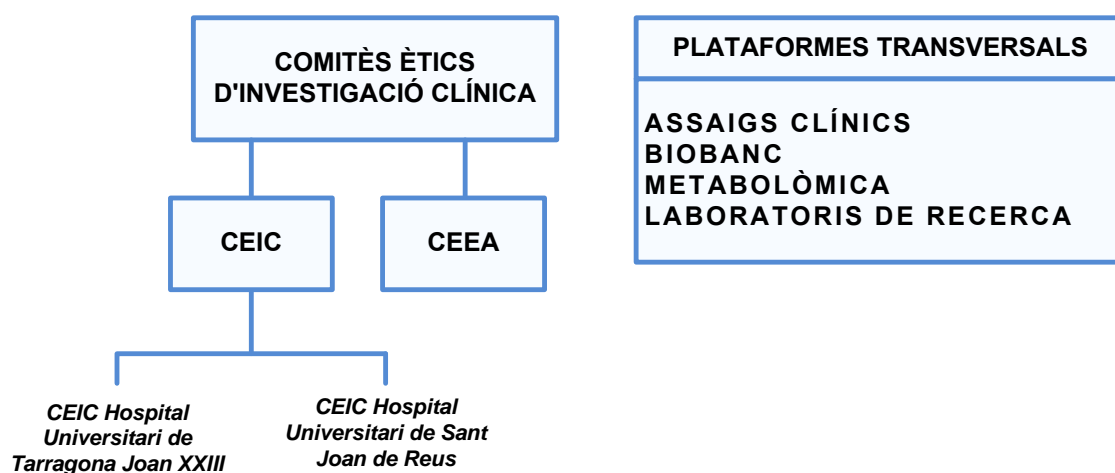 COMITÈS ÈTICS
D'INVESTIGACIÓ CLÍNICA
CEIC
CEEA
CEIC Hospital
Universitari de
Tarragona Joan XXIII
CEIC Hospital
Universitari de Sant
Joan de Reus
PLATAFORMES TRANSVERSALS
ASSAIGS CLÍNICS
BIOBANC
METABOLÒMICA
LABORATORIS DE RECERCA